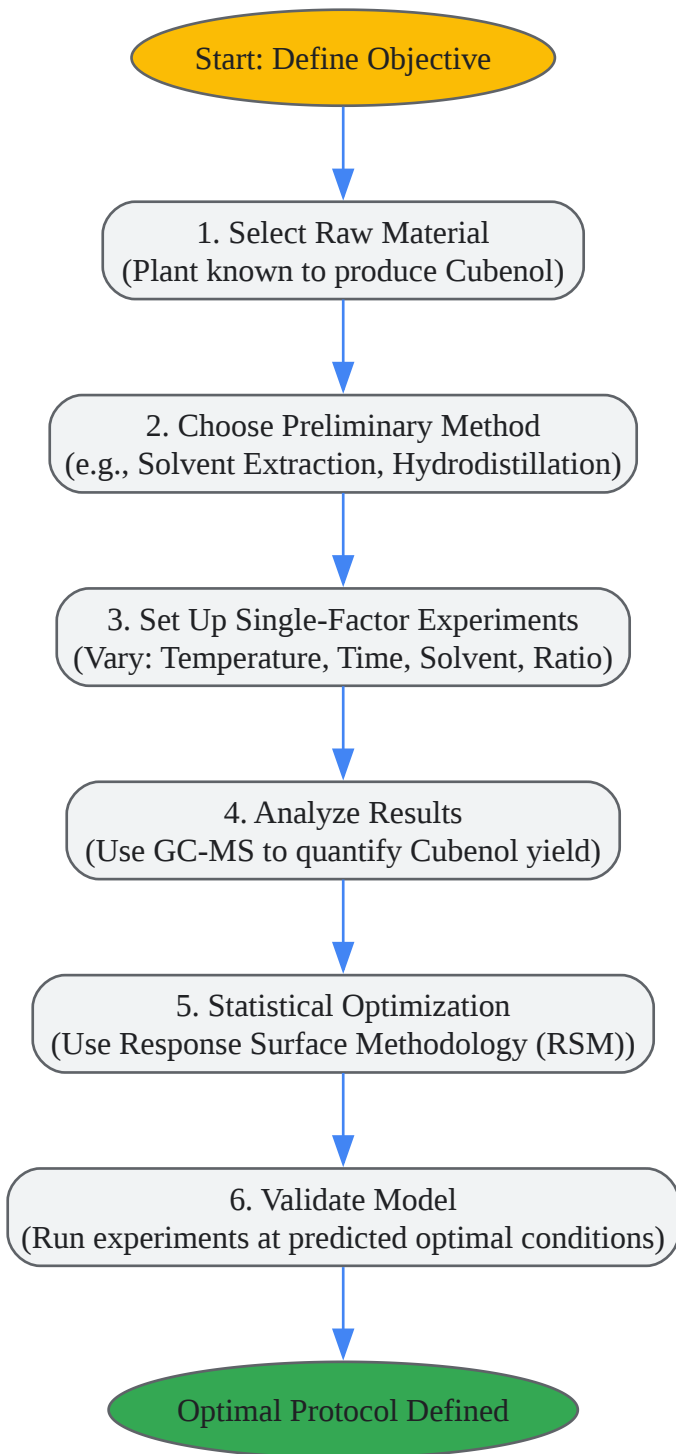 Start: Define Objective
1. Select Raw Material
(Plant known to produce Cubenol)
2. Choose Preliminary Method
(e.g., Solvent Extraction, Hydrodistillation)
3. Set Up Single-Factor Experiments
(Vary: Temperature, Time, Solvent, Ratio)
4. Analyze Results
(Use GC-MS to quantify Cubenol yield)
5. Statistical Optimization
(Use Response Surface Methodology (RSM))
6. Validate Model
(Run experiments at predicted optimal conditions)
Optimal Protocol Defined